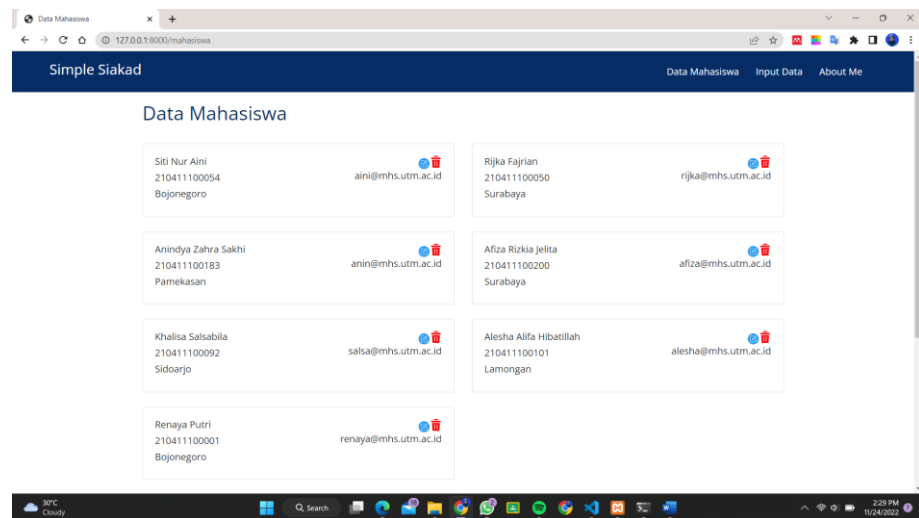 Data Mahasiswa
127.0.0.1:8000/mahasiswa
Simple Siakad
Data Mahasiswa Input Data About Me
Data Mahasiswa
Siti Nur Aini
210411100054
aini@mhs.utm.ac.id
Bojonegoro
Rijka Fajrian
210411100050
rijka@mhs.utm.ac.id
Surabaya
Anindya Zahra Sakhi
210411100183
anin@mhs.utm.ac.id
Pamekasan
Afiza Rizkia Jelita
210411100200
afiza@mhs.utm.ac.id
Surabaya
Khalisa Salsabila
210411100092
salsa@mhs.utm.ac.id
Sidoarjo
Alesha Alifa Hibatillah
210411100101
alesha@mhs.utm.ac.id
Lamongan
Renaya Putri
210411100001
renaya@mhs.utm.ac.id
Bojonegoro
30°C
Cloudy
Search
2:29 PM
11/24/2022